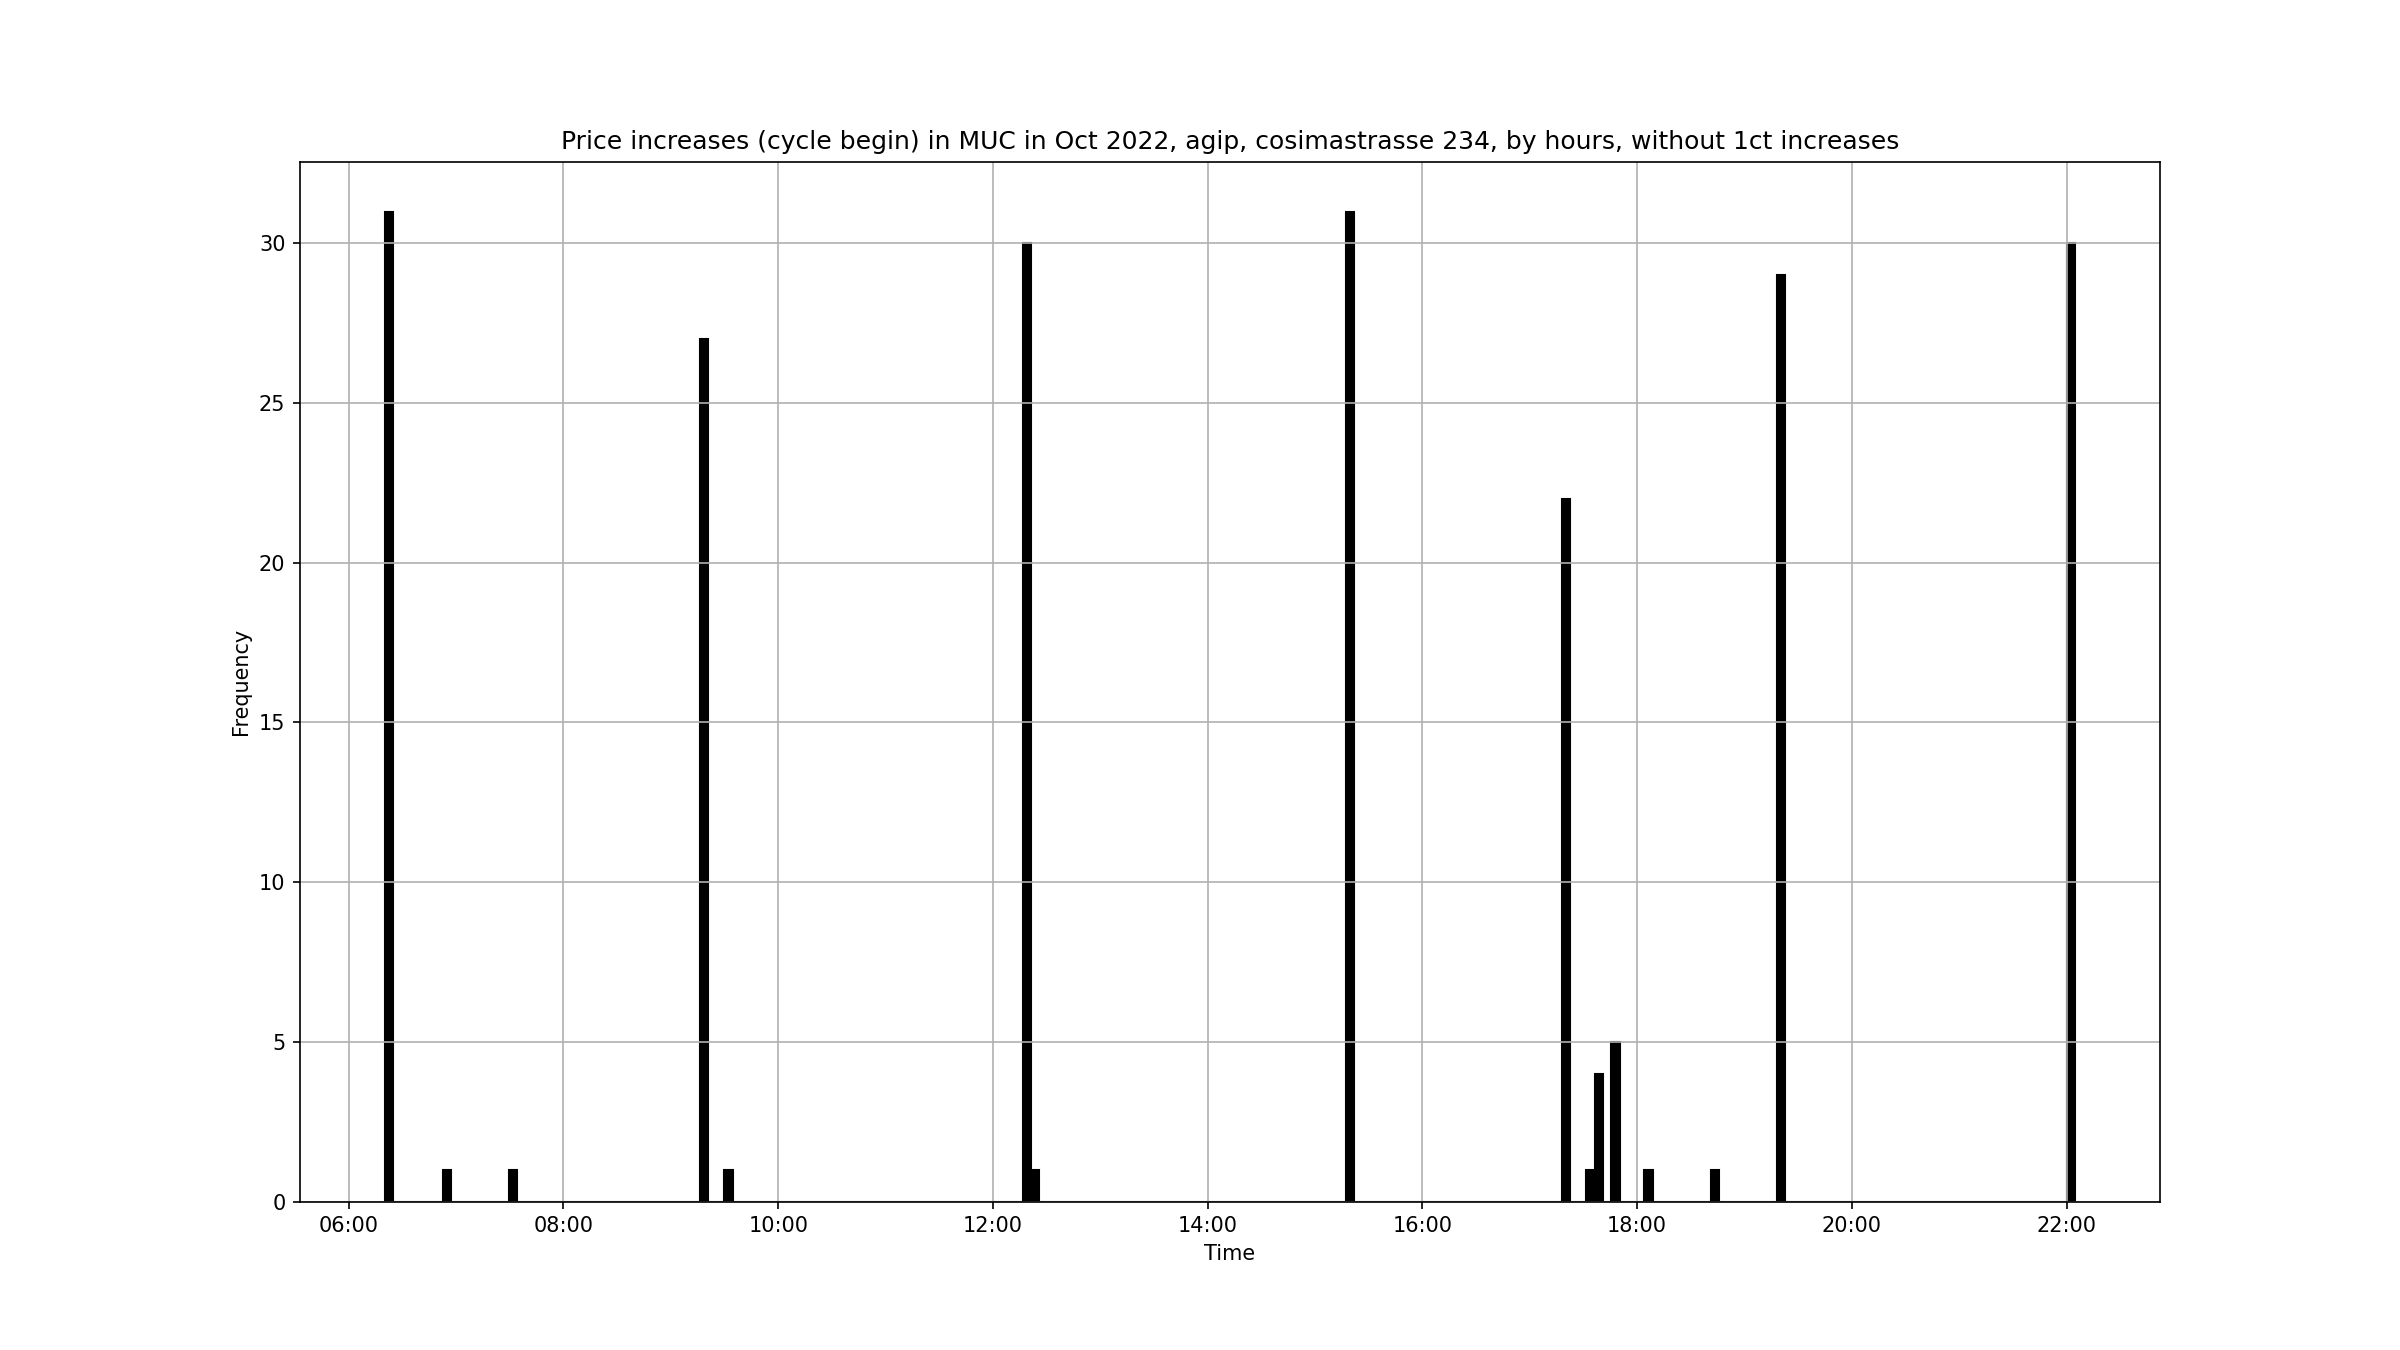 Price increases (cycle begin) in MUC in Oct 2022, agip, cosimastrasse 234, by hours, without 1ct increases
30
25
20
15
10
5
0
Frequency
06:00 08:00 10:00 12:00 14:00 16:00 18:00 20:00 22:00
Time